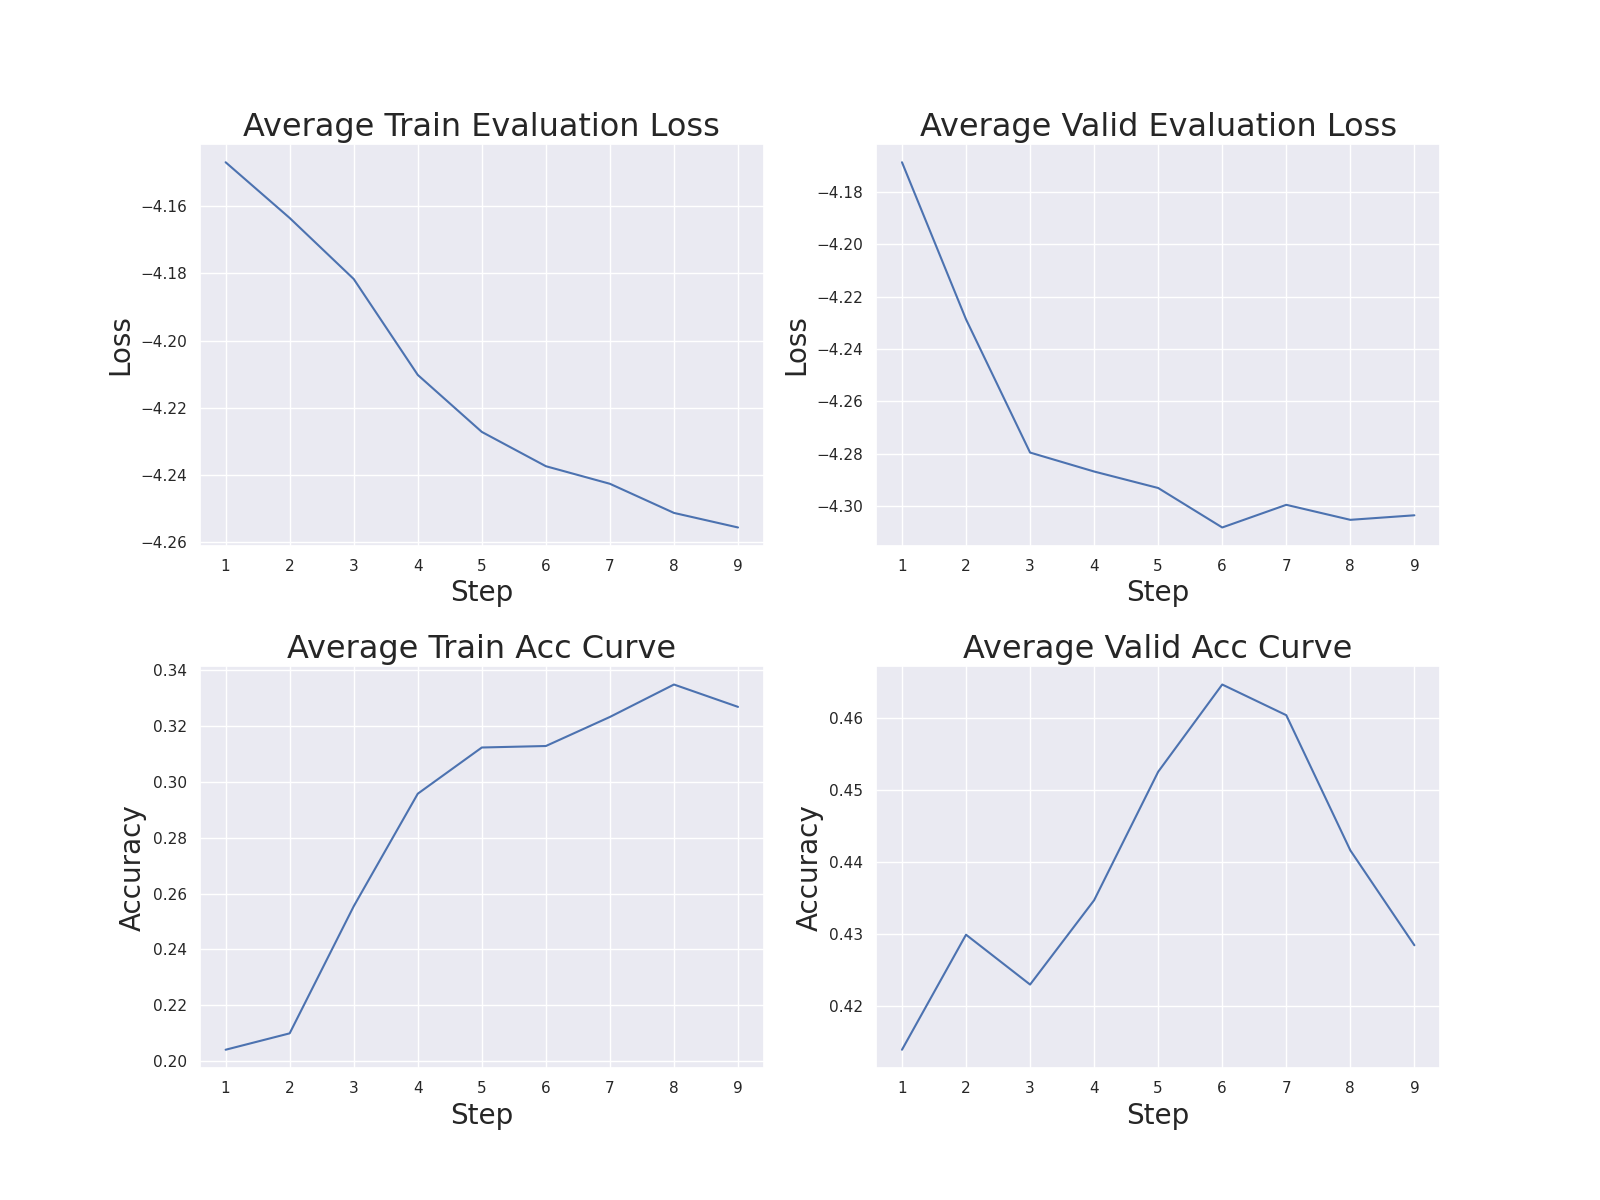 Average Train Evaluation Loss
Loss
−4.16
−4.18
−4.20
−4.22
−4.24
−4.26
1 2 3 4 5 6 7 8 9
Step
Average Valid Evaluation Loss
Loss
−4.18
−4.20
−4.22
−4.24
−4.26
−4.28
−4.30
1 2 3 4 5 6 7 8 9
Step
Average Train Acc Curve
Accuracy
0.34
0.32
0.30
0.28
0.26
0.24
0.22
0.20
1 2 3 4 5 6 7 8 9
Step
Average Valid Acc Curve
Accuracy
0.46
0.45
0.44
0.43
0.42
1 2 3 4 5 6 7 8 9
Step